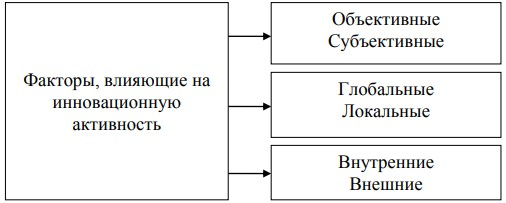 Факторы, влияющие на
инновационную
активность
Объективные
Субъективные
Глобальные
Локальные
Внутренние
Внешние